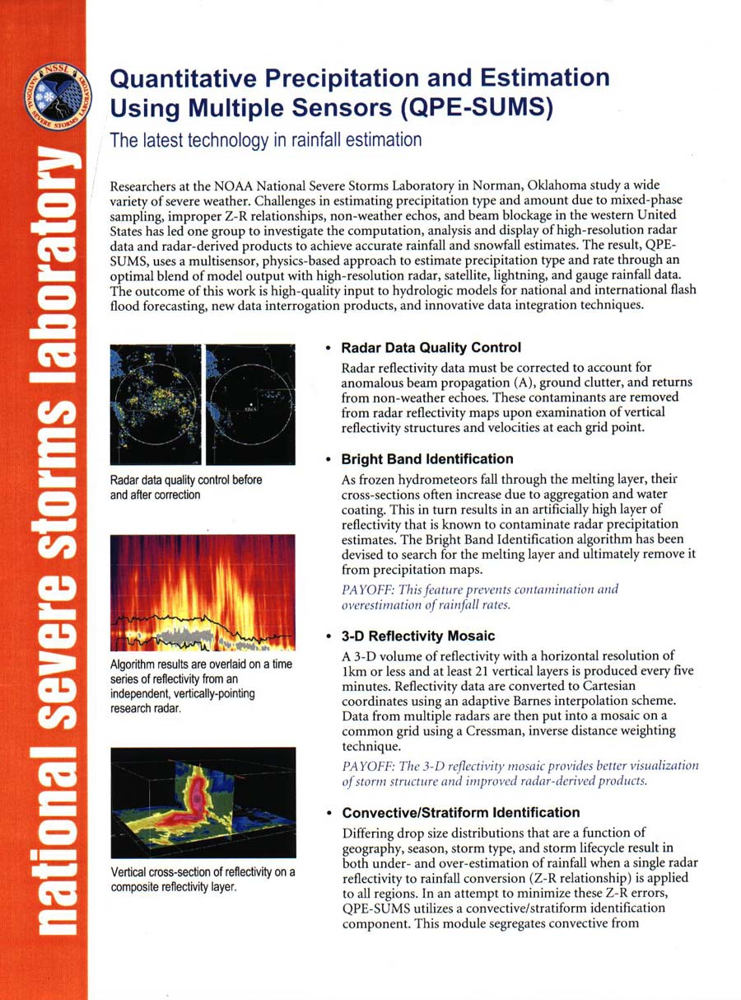 NSSL
NATIONAL SEVERE STORMS LABORATORY
national severe storms laboratory
Quantitative Precipitation and Estimation
Using Multiple Sensors (QPE-SUMS)
The latest technology in rainfall estimation
Researchers at the NOAA National Severe Storms Laboratory in Norman, Oklahoma study a wide
variety of severe weather. Challenges in estimating precipitation type and amount due to mixed-phase
sampling, improper Z-R relationships, non-weather echos, and beam blockage in the western United
States has led one group to investigate the computation, analysis and display of high-resolution radar
data and radar-derived products to achieve accurate rainfall and snowfall estimates. The result, QPE-
SUMS, uses a multisensor, physics-based approach to estimate precipitation type and rate through an
optimal blend of model output with high-resolution radar, satellite, lightning, and gauge rainfall data.
The outcome of this work is high-quality input to hydrologic models for national and international flash
flood forecasting, new data interrogation products, and innovative data integration techniques.
Radar data quality control before
and after correction
Algorithm results are overlaid on a time
series of reflectivity from an
independent, vertically-pointing
research radar.
Vertical cross-section of reflectivity on a
composite reflectivity layer.
• Radar Data Quality Control
Radar reflectivity data must be corrected to account for
anomalous beam propagation (A), ground clutter, and returns
from non-weather echoes. These contaminants are removed
from radar reflectivity maps upon examination of vertical
reflectivity structures and velocities at each grid point.
• Bright Band Identification
As frozen hydrometeors fall through the melting layer, their
cross-sections often increase due to aggregation and water
coating. This in turn results in an artificially high layer of
reflectivity that is known to contaminate radar precipitation
estimates. The Bright Band Identification algorithm has been
devised to search for the melting layer and ultimately remove it
from precipitation maps.
PAYOFF: This feature prevents contamination and
overestimation of rainfall rates.
• 3-D Reflectivity Mosaic
A 3-D volume of reflectivity with a horizontal resolution of
1km or less and at least 21 vertical layers is produced every five
minutes. Reflectivity data are converted to Cartesian
coordinates using an adaptive Barnes interpolation scheme.
Data from multiple radars are then put into a mosaic on a
common grid using a Cressman, inverse distance weighting
technique.
PAYOFF: The 3-D reflectivity mosaic provides better visualization
of storm structure and improved radar-derived products.
• Convective/Stratiform Identification
Differing drop size distributions that are a function of
geography, season, storm type, and storm lifecycle result in
both under- and over-estimation of rainfall when a single radar
reflectivity to rainfall conversion (Z-R relationship) is applied
to all regions. In an attempt to minimize these Z-R errors,
QPE-SUMS utilizes a convective/stratiform identification
component. This module segregates convective from